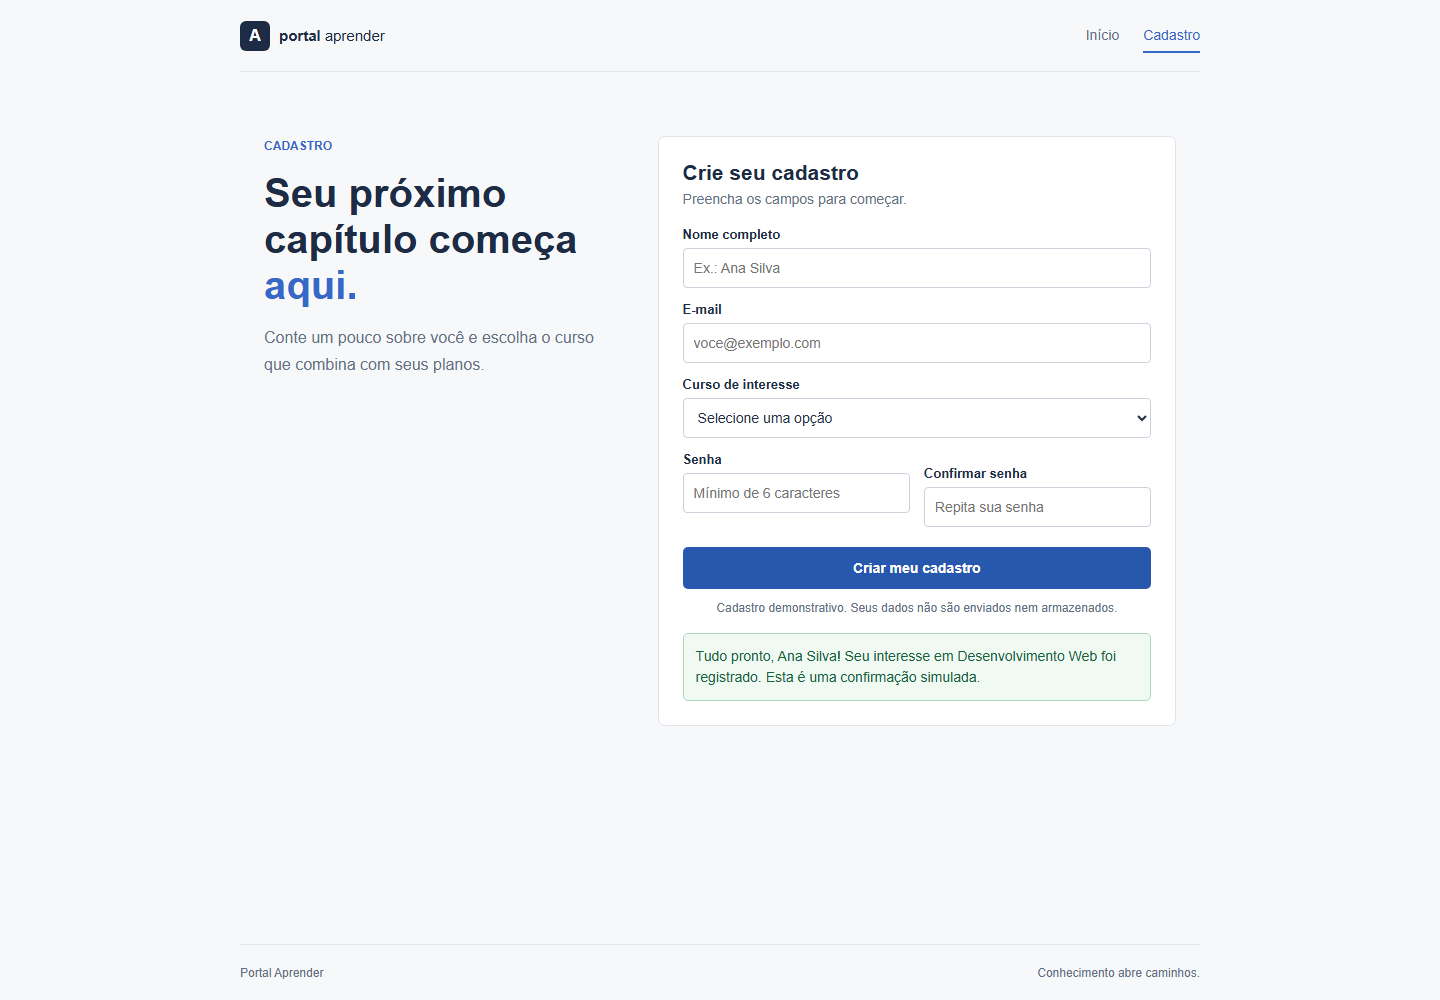 A portal aprender
Início
Cadastro
CADASTRO
Seu próximo
capítulo começa
aqui.
Conte um pouco sobre você e escolha o curso
que combina com seus planos.
Crie seu cadastro
Preencha os campos para começar.
Nome completo
Ex.: Ana Silva
E-mail
voce@exemplo.com
Curso de interesse
Selecione uma opção
Senha
Mínimo de 6 caracteres
Confirmar senha
Repita sua senha
Criar meu cadastro
Cadastro demonstrativo. Seus dados não são enviados nem armazenados.
Tudo pronto, Ana Silva! Seu interesse em Desenvolvimento Web foi
registrado. Esta é uma confirmação simulada.
Portal Aprender
Conhecimento abre caminhos.